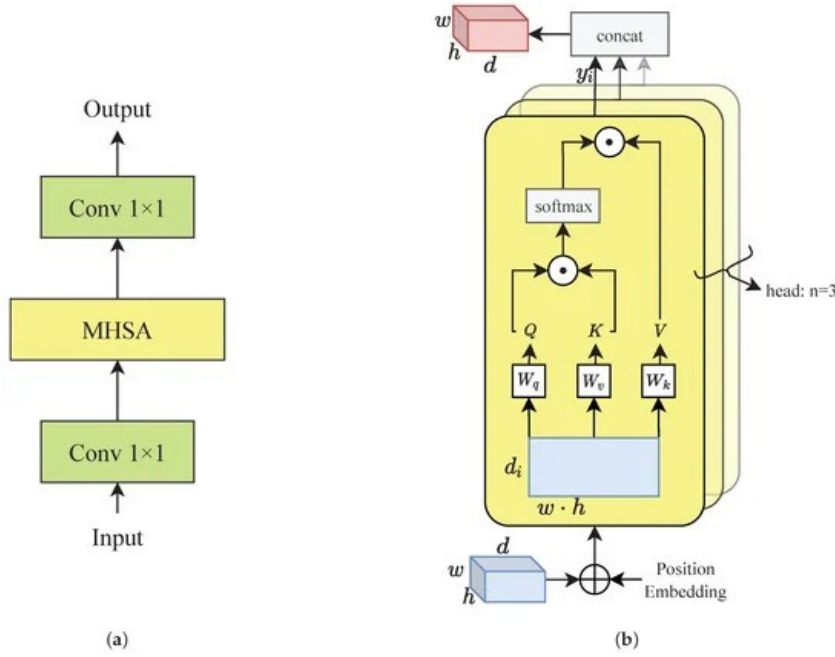 Output
Conv 1×1
MHSA
Conv 1×1
Input
(a)
w
h
d
concat
y_i
softmax
head: n=3
Q K V
W_q W_v W_k
d_i
w · h
d
w
h
Position
Embedding
(b)